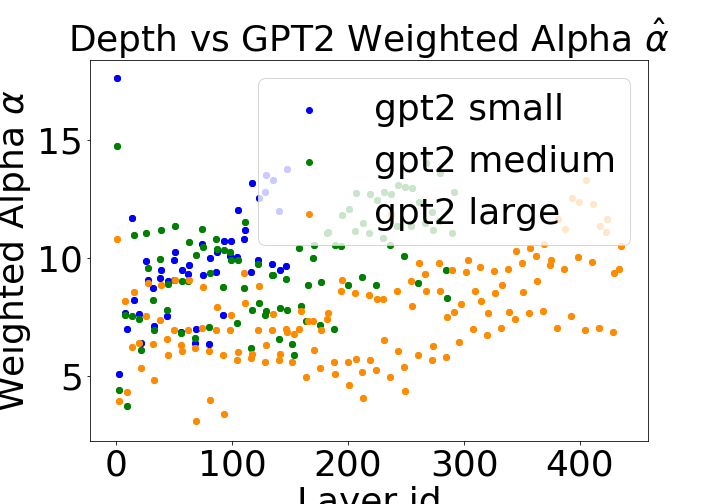 Depth vs GPT2 Weighted Alpha α̂
Weighted Alpha α
15
10
5
gpt2 small
gpt2 medium
gpt2 large
0 100 200 300 400
Layer id